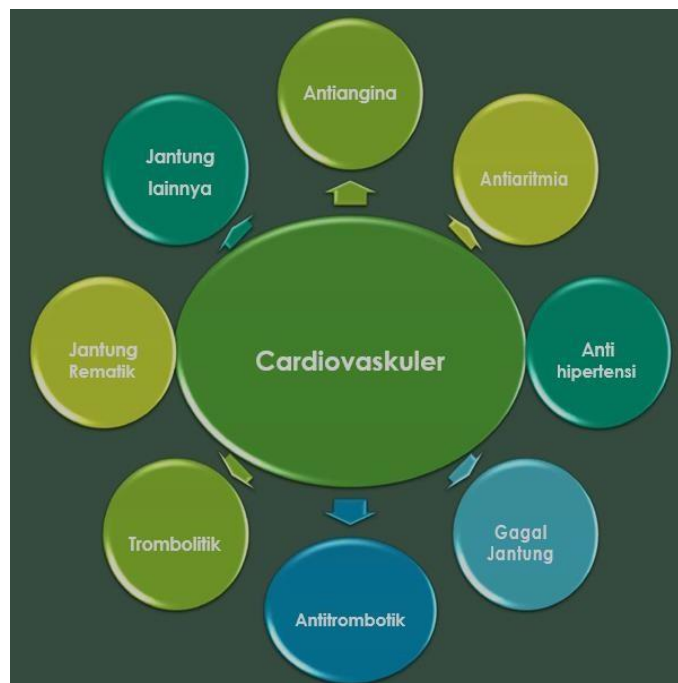 Antiangina
Jantung
lainnya
Antiaritmia
Jantung
Rematik
Cardiovaskuler
Anti
hipertensi
Trombolitik
Gagal
Jantung
Antitrombotik